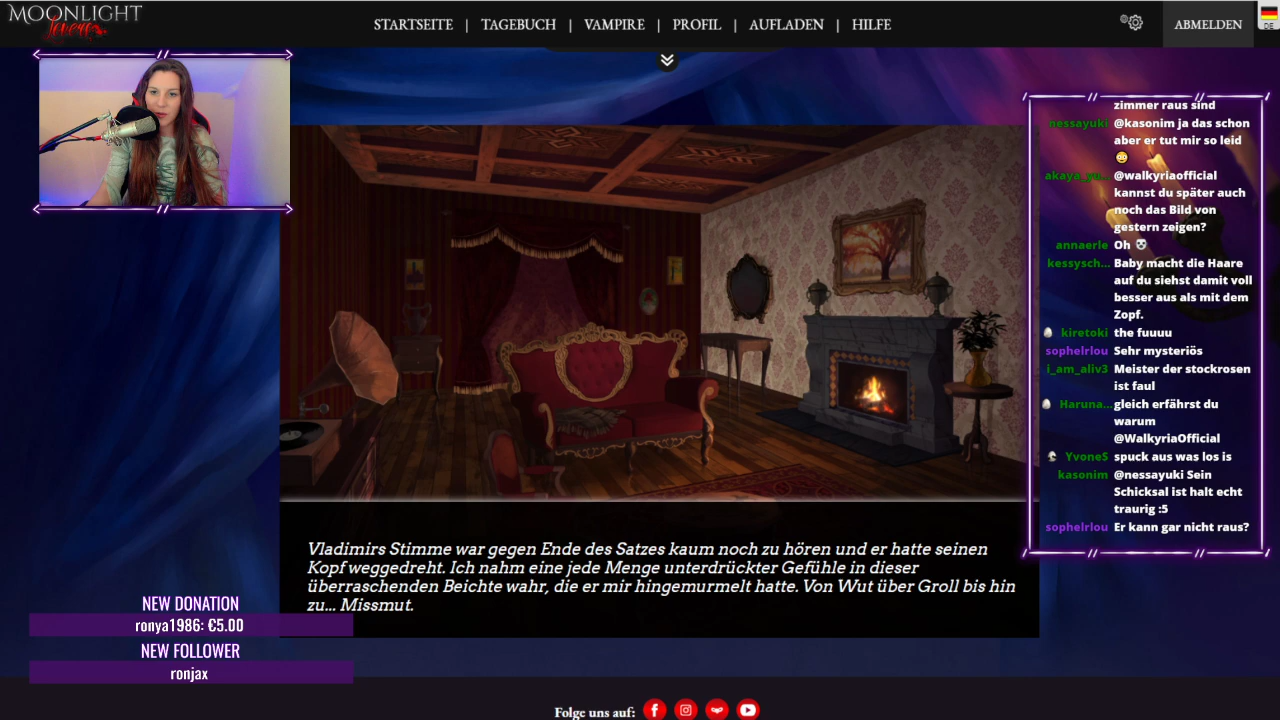 MOONLIGHT
Lovers
STARTSEITE | TAGEBUCH | VAMPIRE | PROFIL | AUFLADEN | HILFE
ABMELDEN
DE
zimmer raus sind
nessayuki @kasonim ja das schon
aber er tut mir so leid
akaya_yu... @walkyriaofficial
kannst du später auch
noch das Bild von
gestern zeigen?
annaerle Oh
kessysch... Baby macht die Haare
auf du siehst damit voll
besser aus als mit dem
Zopf.
kiretoki the fuuuu
sophelrlou Sehr mysteriös
i_am_aliv3 Meister der stockrosen
ist faul
Haruna... gleich erfährst du
warum
@WalkyriaOfficial
YvoneS spuck aus was los is
kasonim @nessayuki Sein
Schicksal ist halt echt
traurig :5
sophelrlou Er kann gar nicht raus?
Vladimirs Stimme war gegen Ende des Satzes kaum noch zu hören und er hatte seinen
Kopf weggedreht. Ich nahm eine jede Menge unterdrückter Gefühle in dieser
überraschenden Beichte wahr, die er mir hingemurmelt hatte. Von Wut über Groll bis hin
zu... Missmut.
NEW DONATION
ronya1986: €5.00
NEW FOLLOWER
ronjax
Folge uns auf: